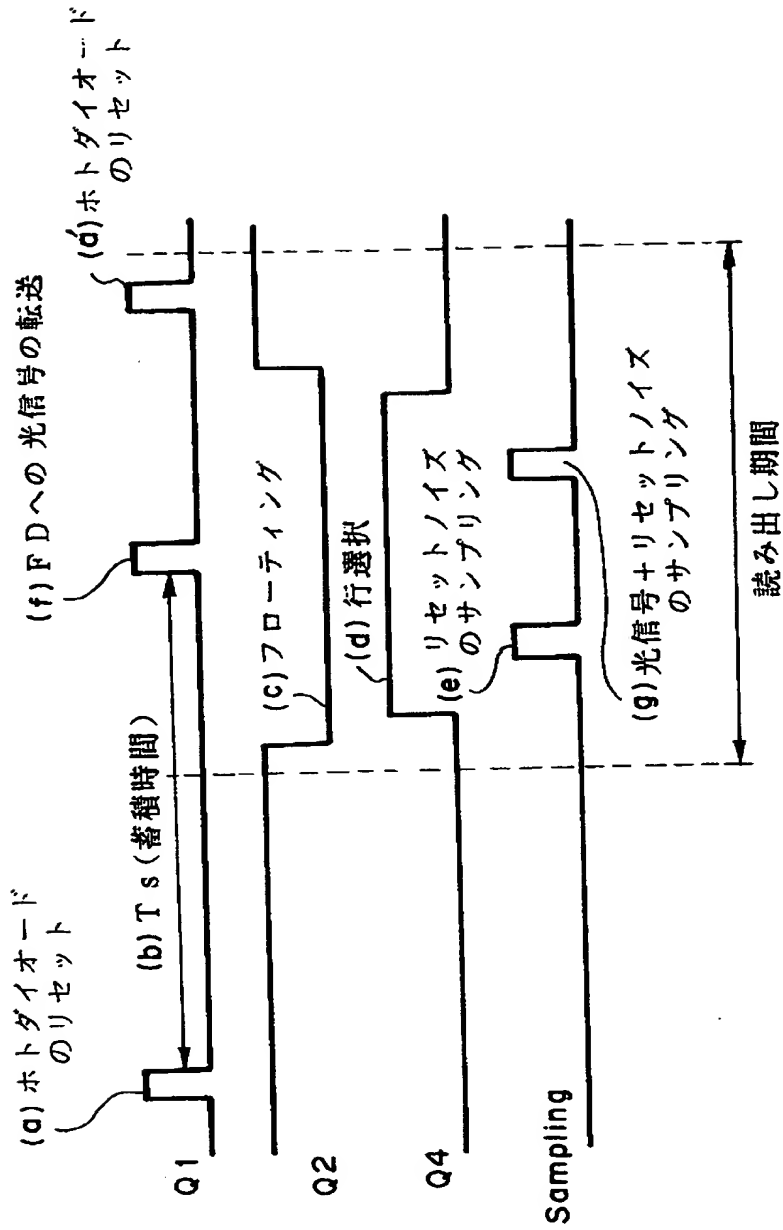 (a)ホトダイオード
のリセット
(b)Ts(蓄積時間)
(f)FDへの光信号の転送
(a')ホトダイオード
のリセット
Q1
(c)フローティング
Q2
(d)行選択
Q4
(e)リセットノイズ
のサンプリング
Sampling
(g)光信号+リセットノイズ
のサンプリング
読み出し期間